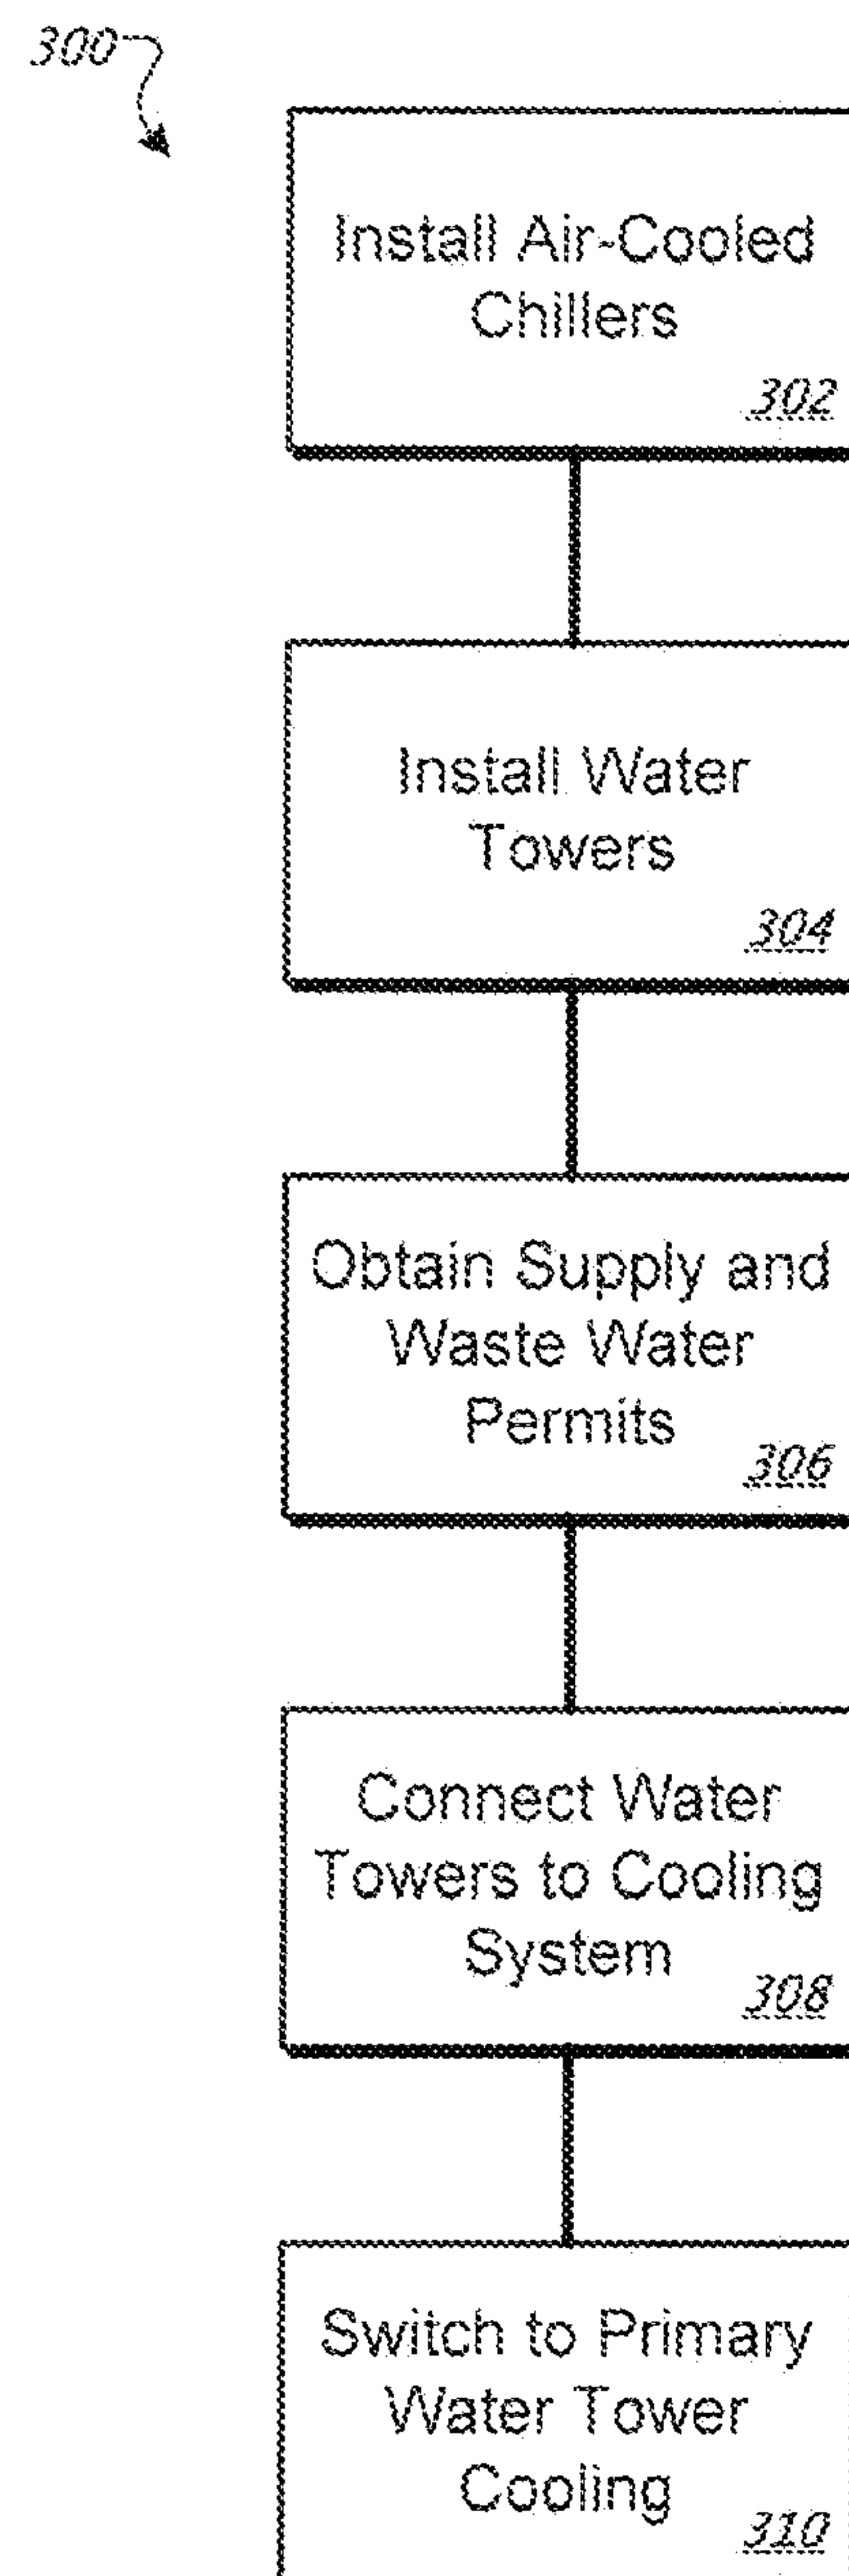 300
Install Air-Cooled
Chillers
302
Install Water
Towers
304
Obtain Supply and
Waste Water
Permits
306
Connect Water
Towers to Cooling
System
308
Switch to Primary
Water Tower
Cooling
310